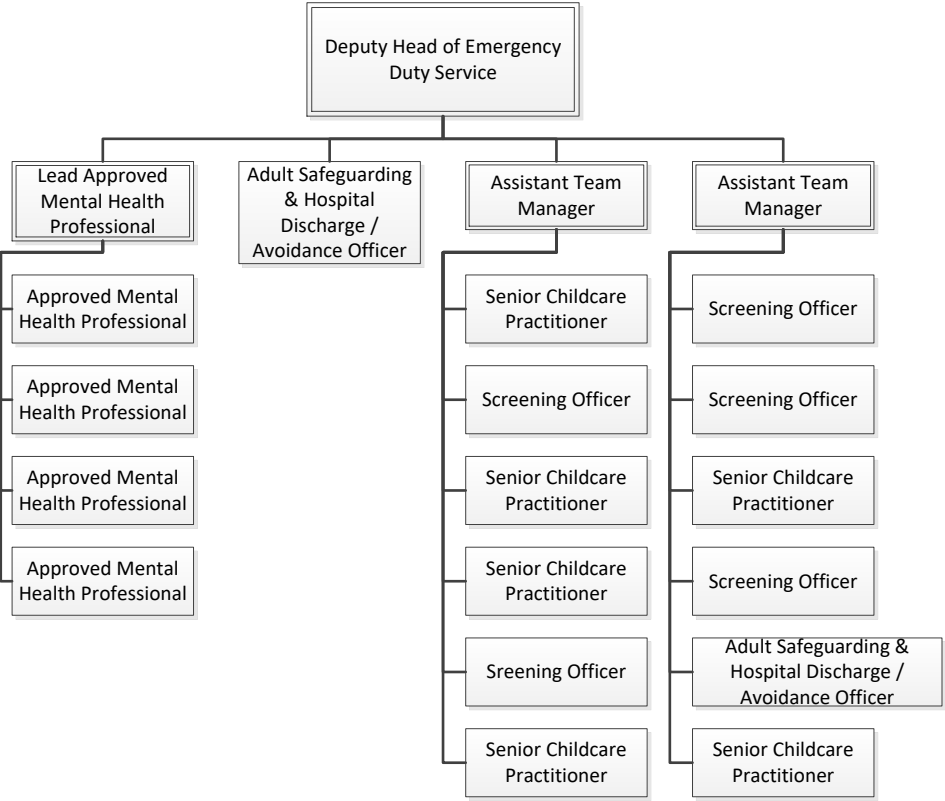 Deputy Head of Emergency
Duty Service
Lead Approved
Mental Health
Professional
Adult Safeguarding
& Hospital
Discharge /
Avoidance Officer
Assistant Team
Manager
Assistant Team
Manager
Approved Mental
Health Professional
Approved Mental
Health Professional
Approved Mental
Health Professional
Approved Mental
Health Professional
Senior Childcare
Practitioner
Screening Officer
Senior Childcare
Practitioner
Senior Childcare
Practitioner
Sreening Officer
Senior Childcare
Practitioner
Screening Officer
Screening Officer
Senior Childcare
Practitioner
Screening Officer
Adult Safeguarding &
Hospital Discharge /
Avoidance Officer
Senior Childcare
Practitioner